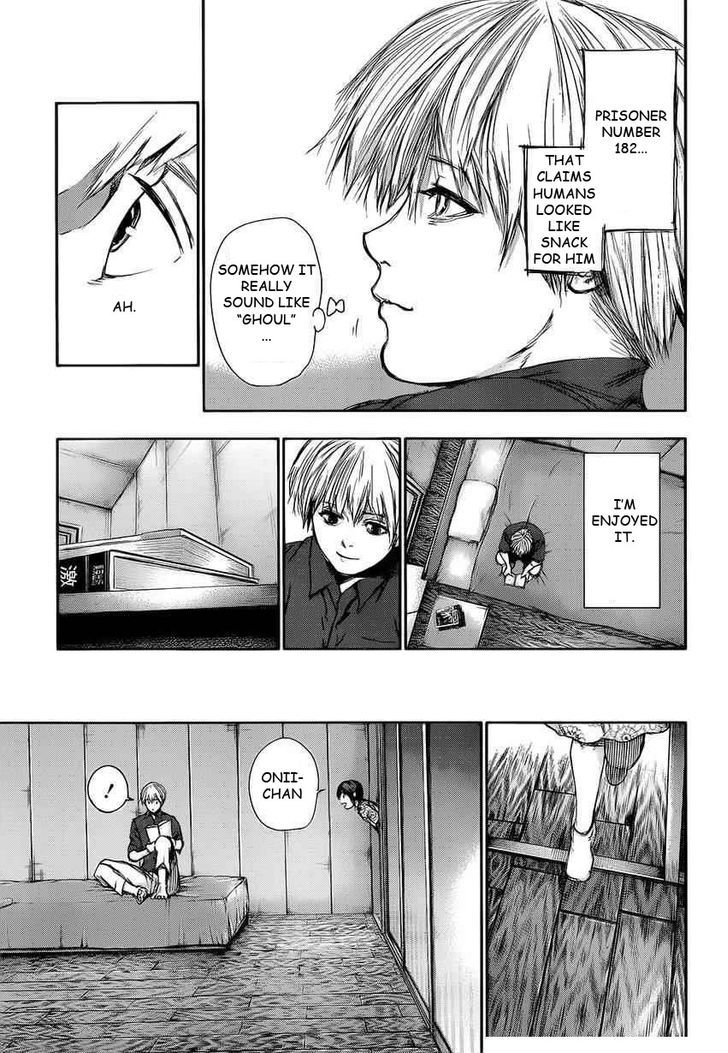 PRISONER
NUMBER
182...
THAT
CLAIMS
HUMANS
LOOKED
LIKE
SNACK
FOR HIM
SOMEHOW IT
REALLY
SOUND LIKE
“GHOUL”
...
AH.
I'M
ENJOYED
IT.
激
ONII-
CHAN
!